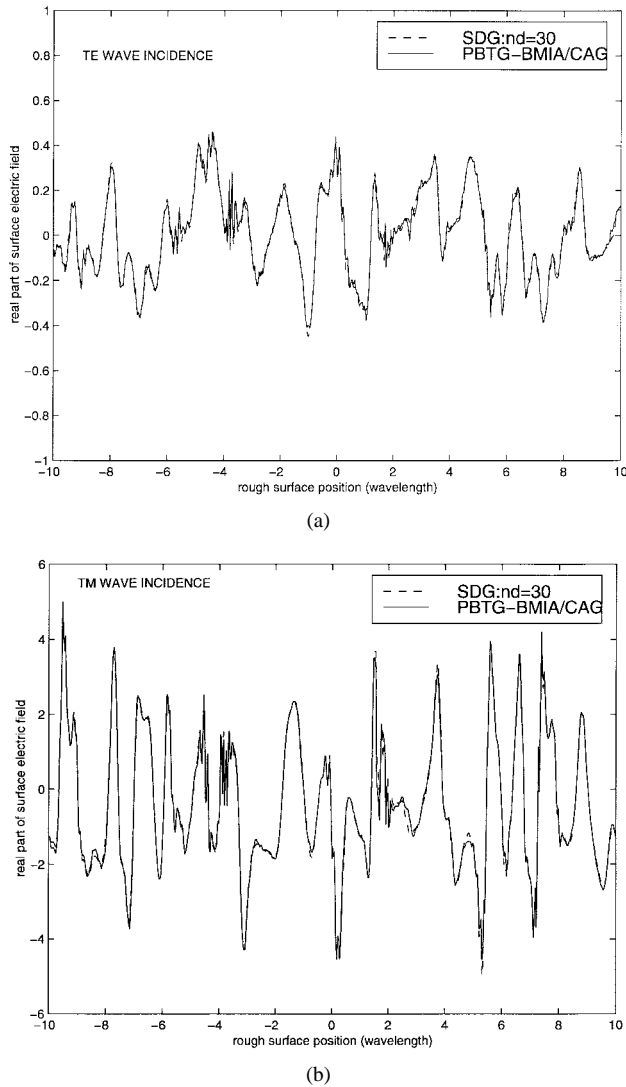 1
0.8
0.6
0.4
0.2
0
−0.2
−0.4
−0.6
−0.8
−1
real part of surface electric field
TE WAVE INCIDENCE
SDG:nd=30
PBTG−BMIA/CAG
−10 −8 −6 −4 −2 0 2 4 6 8 10
rough surface position (wavelength)
(a)
6
4
2
0
−2
−4
−6
real part of surface electric field
TM WAVE INCIDENCE
SDG:nd=30
PBTG−BMIA/CAG
−10 −8 −6 −4 −2 0 2 4 6 8 10
rough surface position (wavelength)
(b)